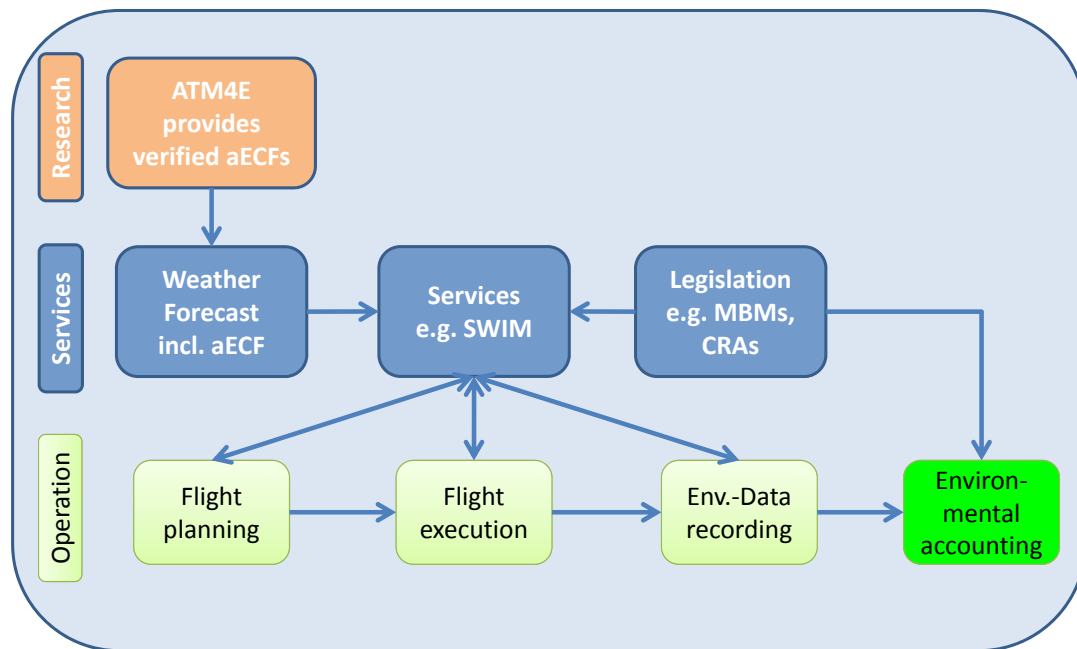 Research
ATM4E
provides
verified aECFs
Services
Weather
Forecast
incl. aECF
Services
e.g. SWIM
Legislation
e.g. MBMs,
CRAs
Operation
Flight
planning
Flight
execution
Env.-Data
recording
Environ-
mental
accounting